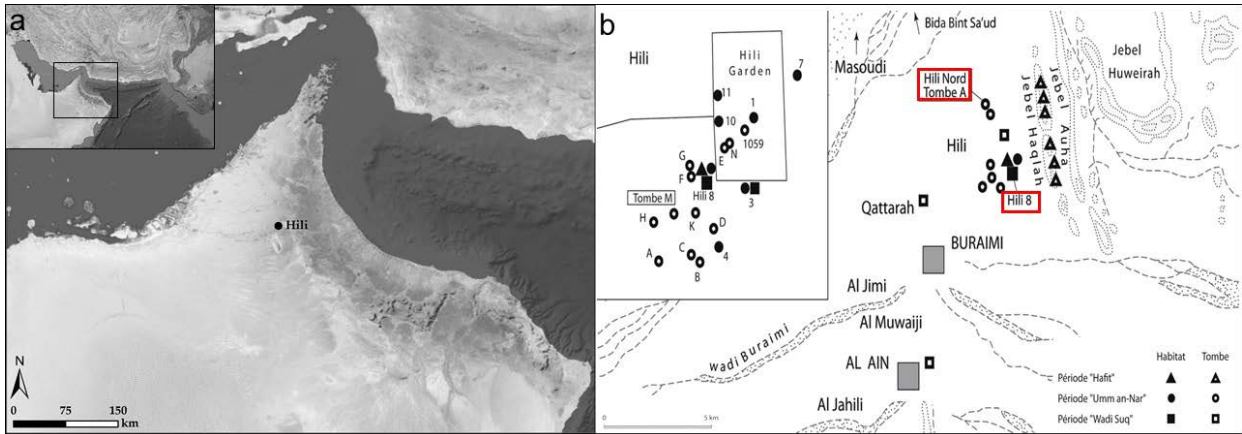 a
Hili
N
0 75 150
km
b
Hili
Hili
Garden
7
11
1
10
1059
E
N
G
F
Hili 8
3
Tombe M
H
K
D
A
C
4
B
Bida Bint Sa'ud
Masoudi
Hili Nord
Tombe A
Jebel
Huweirah
Jebel Auha
Jebel Haqlah
Hili
Hili 8
Qattarah
BURAIMI
Al Jimi
Al Muwaiji
wadi Buraimi
AL AIN
Al Jahili
0 5 km
Habitat Tombe
Période "Hafit"
Période "Umm an-Nar"
Période "Wadi Suq"